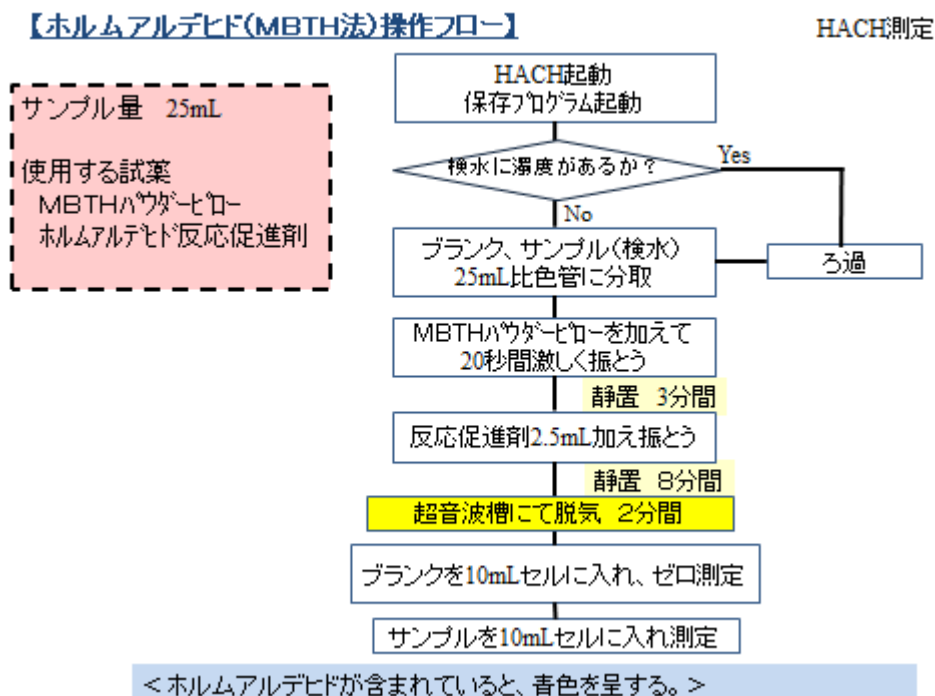 【ホルムアルデヒド(MBTH法)操作フロー】
HACH測定
サンプル量　25mL
使用する試薬
MBTHパウダーピロー
ホルムアルデヒド反応促進剤
HACH起動
保存プログラム起動
検水に濁度があるか？
Yes
No
ブランク、サンプル(検水)
25mL比色管に分取
ろ過
MBTHパウダーピローを加えて
20秒間激しく振とう
静置　3分間
反応促進剤2.5mL加え振とう
静置　8分間
超音波槽にて脱気　2分間
ブランクを10mLセルに入れ、ゼロ測定
サンプルを10mLセルに入れ測定
＜ホルムアルデヒドが含まれていると、青色を呈する。＞